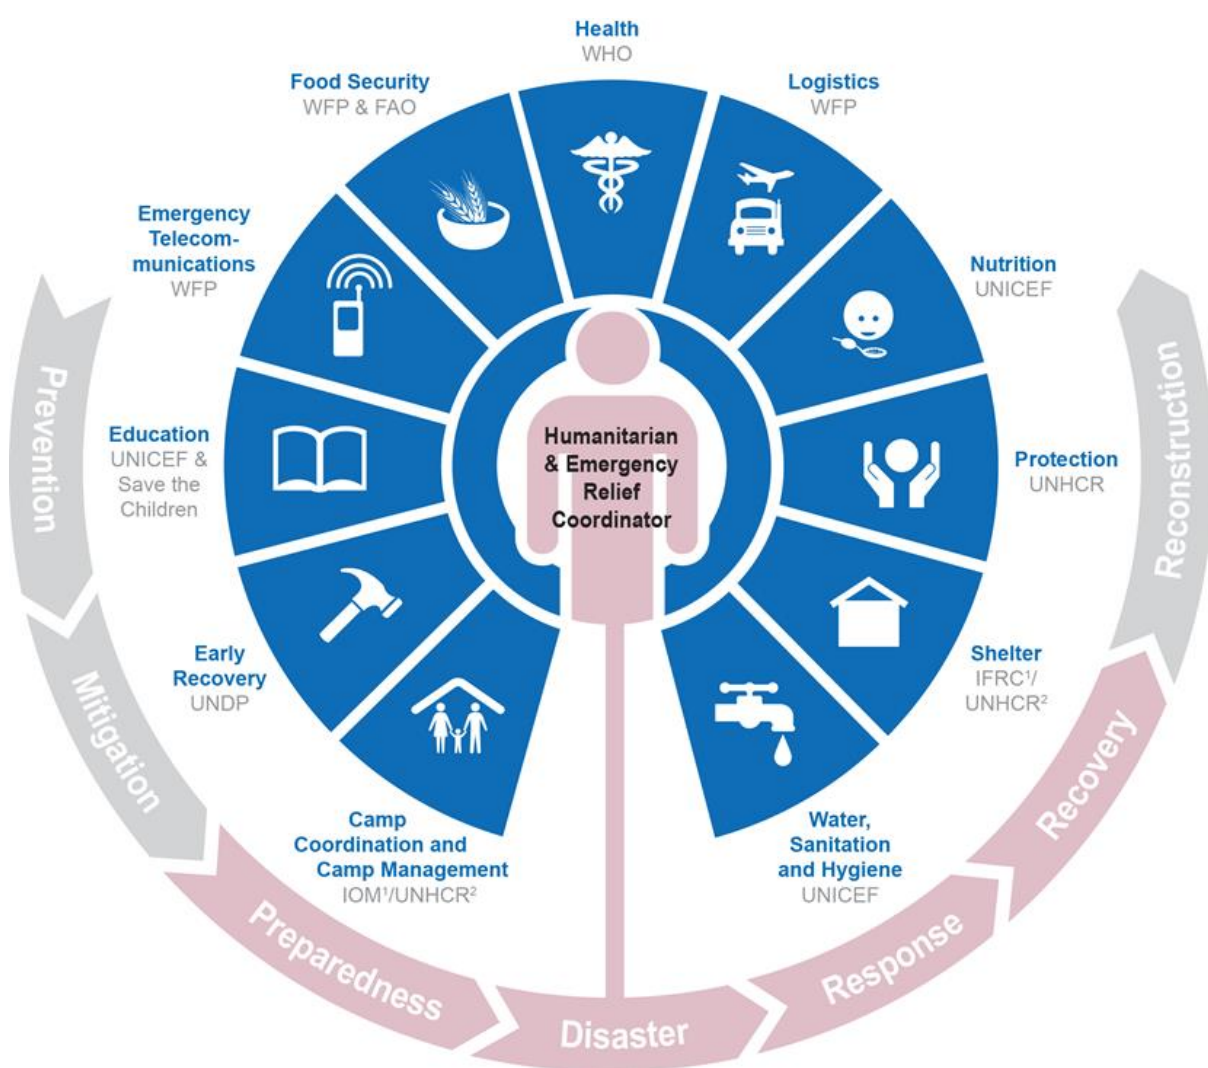 Health
WHO
Logistics
WFP
Nutrition
UNICEF
Protection
UNHCR
Shelter
IFRC¹/
UNHCR²
Water,
Sanitation
and Hygiene
UNICEF
Camp
Coordination and
Camp Management
IOM¹/UNHCR²
Early
Recovery
UNDP
Education
UNICEF &
Save the
Children
Emergency
Telecom-
munications
WFP
Food Security
WFP & FAO
Humanitarian
& Emergency
Relief
Coordinator
Prevention
Mitigation
Preparedness
Disaster
Response
Recovery
Reconstruction